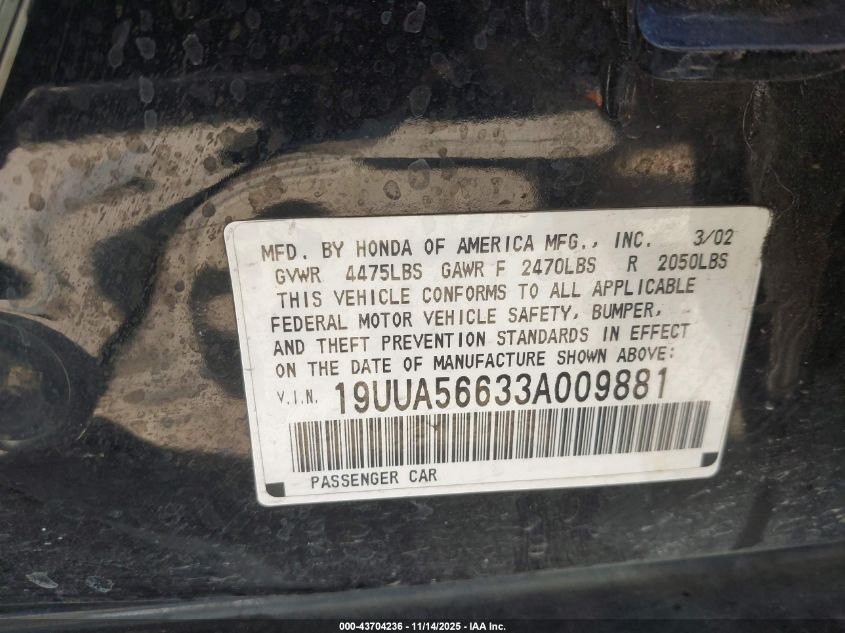 MFD. BY HONDA OF AMERICA MFG., INC. 3/02
GVWR 4475LBS GAWR F 2470LBS R 2050LBS
THIS VEHICLE CONFORMS TO ALL APPLICABLE
FEDERAL MOTOR VEHICLE SAFETY, BUMPER,
AND THEFT PREVENTION STANDARDS IN EFFECT
ON THE DATE OF MANUFACTURE SHOWN ABOVE:
V.I.N. 19UUA56633A009881
PASSENGER CAR
000-43704236 - 11/14/2025 - IAA Inc.